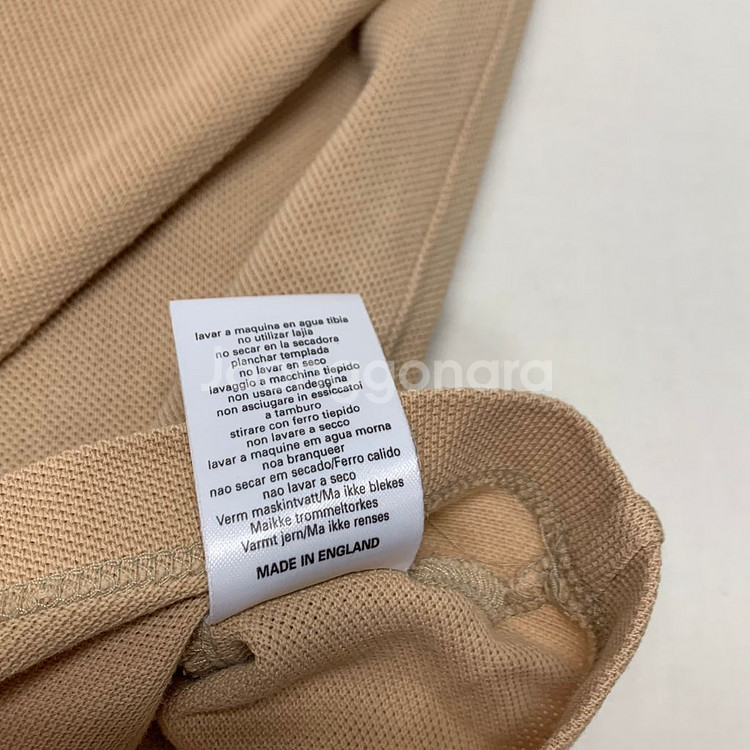 lavar a maquina en agua tibia
no utilizar lajia
no secar en la secadora
planchar templada
no lavar en seco
lavaggio a macchina tiepido
non usare candeggina
non asciugare in essiccatoi
a tamburo
stirare con ferro tiepido
non lavare a secco
lavar a maquine em agua morna
noa branqueer
nao secar em secado/Ferro calido
nao lavar a seco
Verm maskintvatt/Ma ikke blekes
Maikke trommeltorkes
Varmt jern/Ma ikke renses
MADE IN ENGLAND